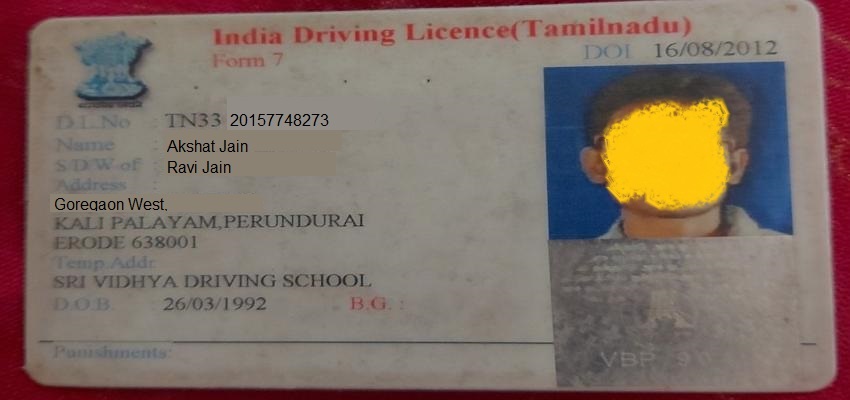 India Driving Licence(Tamilnadu)
Form 7
DOI 16/08/2012
D.L.No : TN33 20157748273
Name : Akshat Jain
S/D/W of : Ravi Jain
Address :
Goregaon West,
KALI PALAYAM,PERUNDURAI
ERODE 638001
Temp.Addr
SRI VIDHYA DRIVING SCHOOL
D.O.B. 26/03/1992 B.G. :
Punishments:
VBP 90